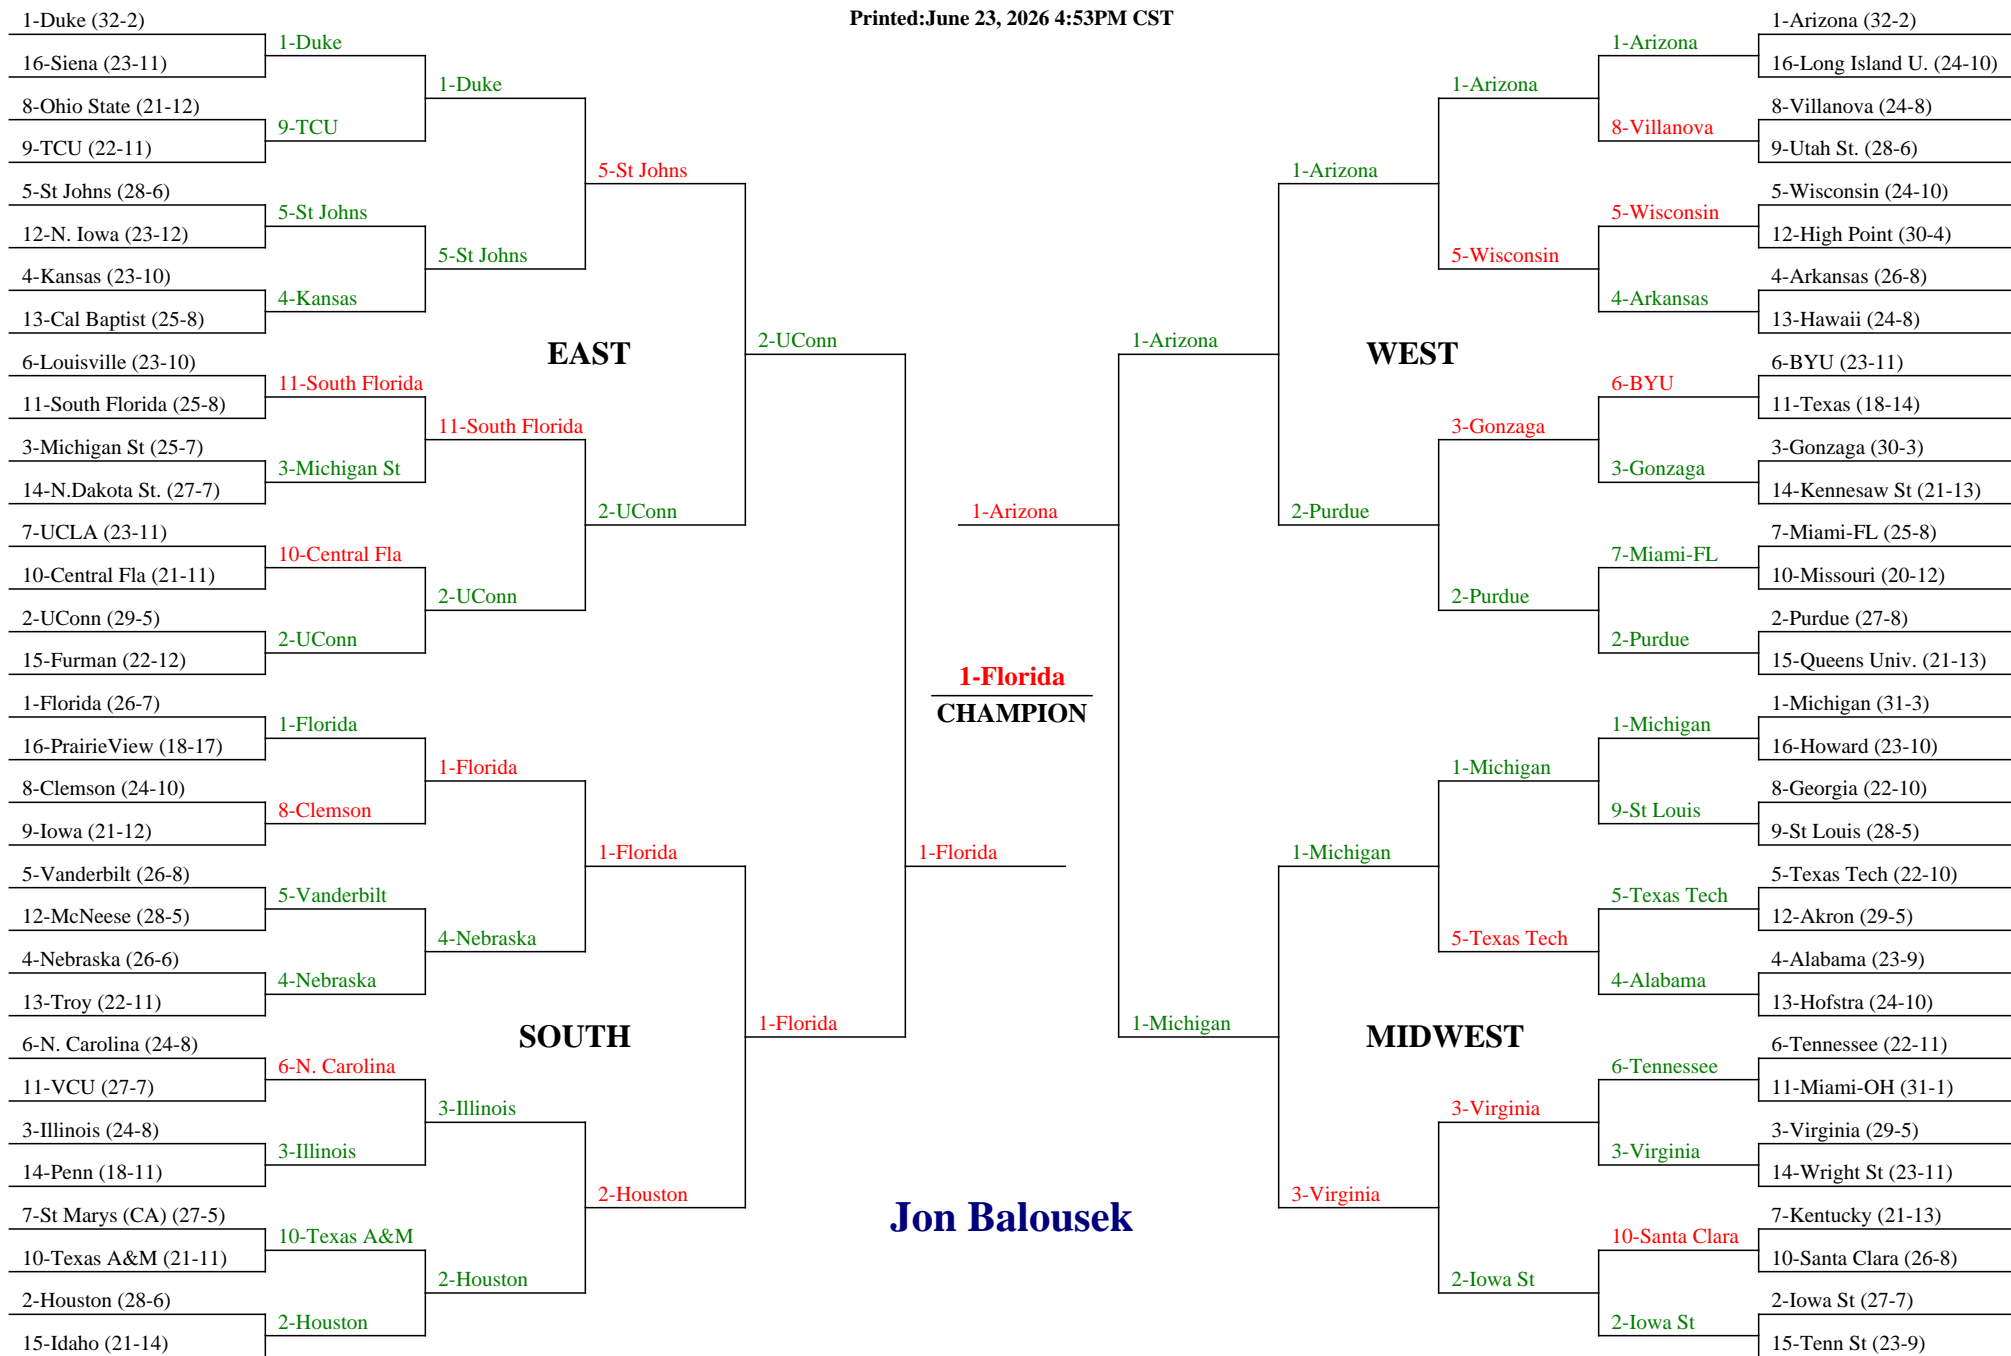 Printed:June 23, 2026 4:53PM CST
1-Duke (32-2)
16-Siena (23-11)
8-Ohio State (21-12)
9-TCU (22-11)
5-St Johns (28-6)
12-N. Iowa (23-12)
4-Kansas (23-10)
13-Cal Baptist (25-8)
6-Louisville (23-10)
11-South Florida (25-8)
3-Michigan St (25-7)
14-N.Dakota St. (27-7)
7-UCLA (23-11)
10-Central Fla (21-11)
2-UConn (29-5)
15-Furman (22-12)
1-Florida (26-7)
16-PrairieView (18-17)
8-Clemson (24-10)
9-Iowa (21-12)
5-Vanderbilt (26-8)
12-McNeese (28-5)
4-Nebraska (26-6)
13-Troy (22-11)
6-N. Carolina (24-8)
11-VCU (27-7)
3-Illinois (24-8)
14-Penn (18-11)
7-St Marys (CA) (27-5)
10-Texas A&M (21-11)
2-Houston (28-6)
15-Idaho (21-14)
1-Duke
9-TCU
5-St Johns
4-Kansas
11-South Florida
3-Michigan St
10-Central Fla
2-UConn
1-Florida
8-Clemson
5-Vanderbilt
4-Nebraska
6-N. Carolina
3-Illinois
10-Texas A&M
2-Houston
1-Duke
5-St Johns
11-South Florida
2-UConn
1-Florida
4-Nebraska
3-Illinois
2-Houston
5-St Johns
2-UConn
1-Florida
2-Houston
EAST
SOUTH
2-UConn
1-Florida
1-Florida
1-Arizona
1-Florida
CHAMPION
Jon Balousek
1-Arizona
1-Michigan
WEST
MIDWEST
1-Arizona
2-Purdue
1-Michigan
3-Virginia
1-Arizona
5-Wisconsin
3-Gonzaga
2-Purdue
1-Michigan
5-Texas Tech
3-Virginia
2-Iowa St
1-Arizona
8-Villanova
5-Wisconsin
4-Arkansas
6-BYU
3-Gonzaga
7-Miami-FL
2-Purdue
1-Michigan
9-St Louis
5-Texas Tech
4-Alabama
6-Tennessee
3-Virginia
10-Santa Clara
2-Iowa St
1-Arizona (32-2)
16-Long Island U. (24-10)
8-Villanova (24-8)
9-Utah St. (28-6)
5-Wisconsin (24-10)
12-High Point (30-4)
4-Arkansas (26-8)
13-Hawaii (24-8)
6-BYU (23-11)
11-Texas (18-14)
3-Gonzaga (30-3)
14-Kennesaw St (21-13)
7-Miami-FL (25-8)
10-Missouri (20-12)
2-Purdue (27-8)
15-Queens Univ. (21-13)
1-Michigan (31-3)
16-Howard (23-10)
8-Georgia (22-10)
9-St Louis (28-5)
5-Texas Tech (22-10)
12-Akron (29-5)
4-Alabama (23-9)
13-Hofstra (24-10)
6-Tennessee (22-11)
11-Miami-OH (31-1)
3-Virginia (29-5)
14-Wright St (23-11)
7-Kentucky (21-13)
10-Santa Clara (26-8)
2-Iowa St (27-7)
15-Tenn St (23-9)